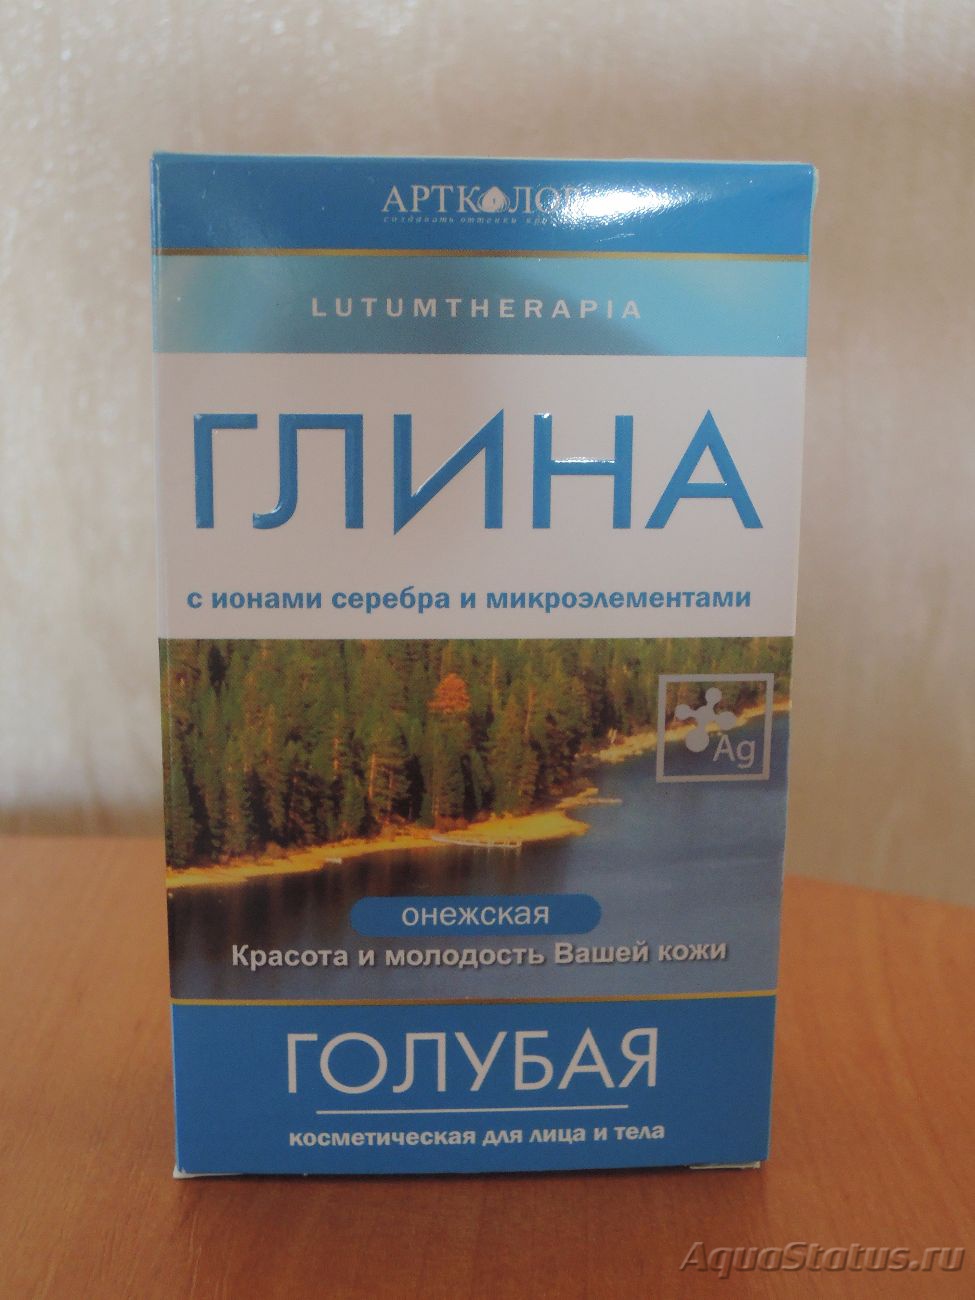 LUTUMTHERAPIA
ГЛИНА
с ионами серебра и микроэлементами
Ag
онежская
Красота и молодость Вашей кожи
ГОЛУБАЯ
косметическая для лица и тела
AquaStatus.ru